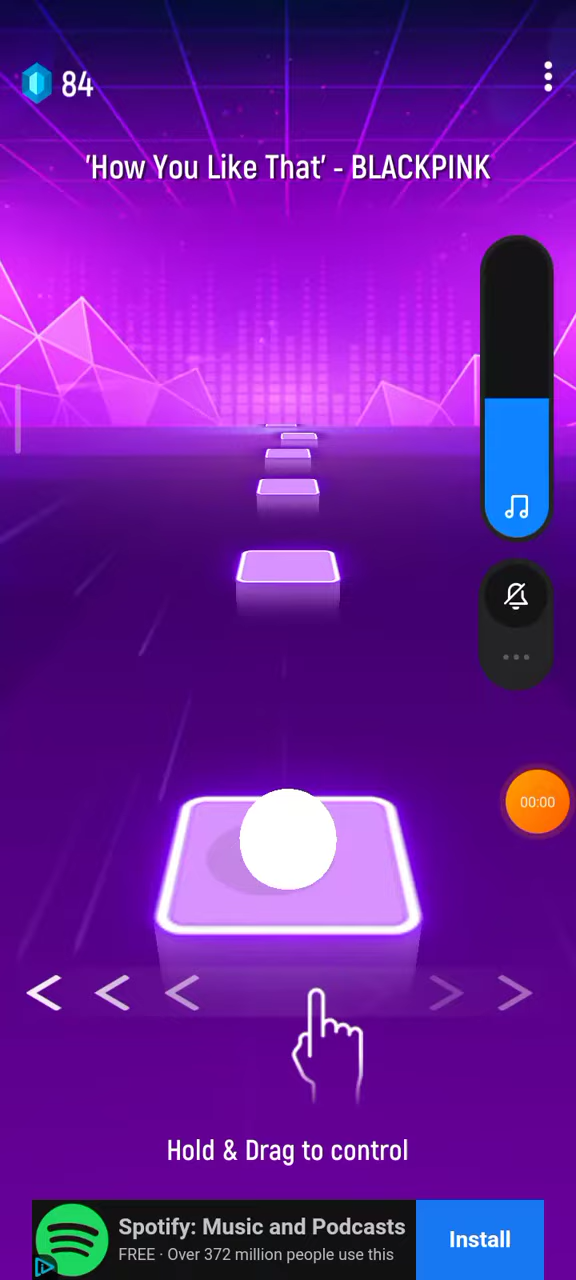 84
'How You Like That' - BLACKPINK
00:00
Hold & Drag to control
Spotify: Music and Podcasts
FREE · Over 372 million people use this
Install